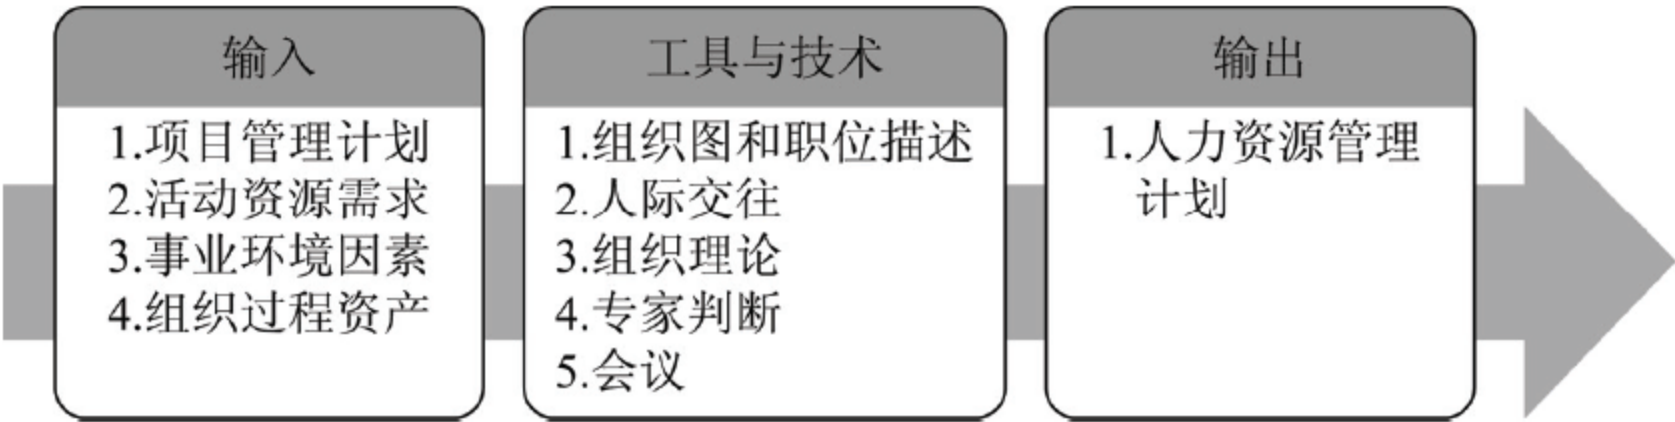 输入
1.项目管理计划
2.活动资源需求
3.事业环境因素
4.组织过程资产
工具与技术
1.组织图和职位描述
2.人际交往
3.组织理论
4.专家判断
5.会议
输出
1.人力资源管理
计划